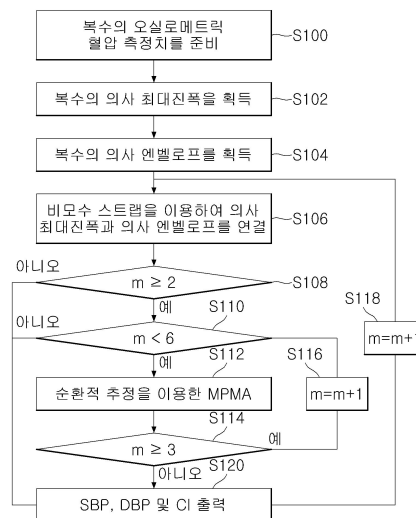 복수의 오실로메트릭
혈압 측정치를 준비
S100
복수의 의사 최대진폭을 획득
S102
복수의 의사 엔벨로프를 획득
S104
비모수 스트랩을 이용하여 의사
최대진폭과 의사 엔벨로프를 연결
S106
아니오
m ≥ 2
S108
예
S110
아니오
m < 6
S118
m=m+1
예
S112
S116
순환적 추정을 이용한 MPMA
m=m+1
S114
m ≥ 3
예
아니오
S120
SBP, DBP 및 CI 출력